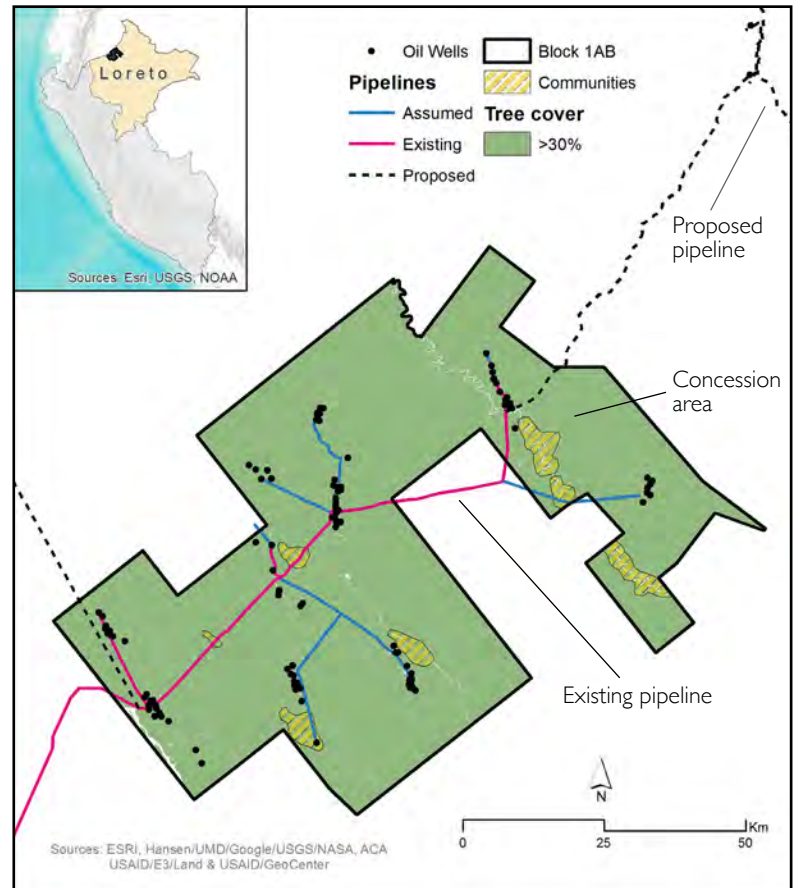 Loreto
Sources: Esri, USGS, NOAA
Oil Wells
Pipelines
Assumed
Existing
Proposed
Block 1AB
Communities
Tree cover
>30%
Proposed
pipeline
Concession
area
Existing pipeline
N
Km
0 25 50
Sources: ESRI, Hansen/UMD/Google/USGS/NASA, ACA
USAID/E3/Land & USAID/GeoCenter